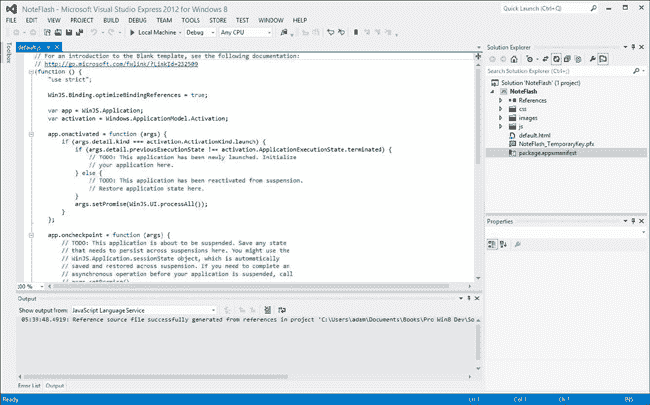 NoteFlash - Microsoft Visual Studio Express 2012 for Windows 8
Quick Launch (Ctrl+Q)
FILE EDIT VIEW PROJECT BUILD DEBUG TEAM TOOLS TEST STORE WINDOW HELP
Local Machine Debug Any CPU
Toolbox
default.js
// For an introduction to the Blank template, see the following documentation:
// http://go.microsoft.com/fwlink/?LinkId=232509
(function () {
"use strict";
WinJS.Binding.optimizeBindingReferences = true;
var app = WinJS.Application;
var activation = Windows.ApplicationModel.Activation;
app.onactivated = function (args) {
if (args.detail.kind === activation.ActivationKind.launch) {
if (args.detail.previousExecutionState !== activation.ApplicationExecutionState.terminated) {
// TODO: This application has been newly launched. Initialize
// your application here.
} else {
// TODO: This application has been reactivated from suspension.
// Restore application state here.
}
args.setPromise(WinJS.UI.processAll());
}
};
app.oncheckpoint = function (args) {
// TODO: This application is about to be suspended. Save any state
// that needs to persist across suspensions here. You might use the
// WinJS.Application.sessionState object, which is automatically
// saved and restored across suspension. If you need to complete an
// asynchronous operation before your application is suspended, call
// args.setPromise()
Output
Show output from: JavaScript Language Service
05:39:48.4919: Reference source file successfully generated from references in project 'C:\Users\adam\Documents\Books\Pro Win8 Dev\So
Error List Output
Solution Explorer
Search Solution Explorer (Ctrl+;)
Solution 'NoteFlash' (1 project)
NoteFlash
References
css
images
js
default.html
NoteFlash_TemporaryKey.pfx
package.appxmanifest
Properties
Ready Ln 1 Col 1 Ch 1 INS